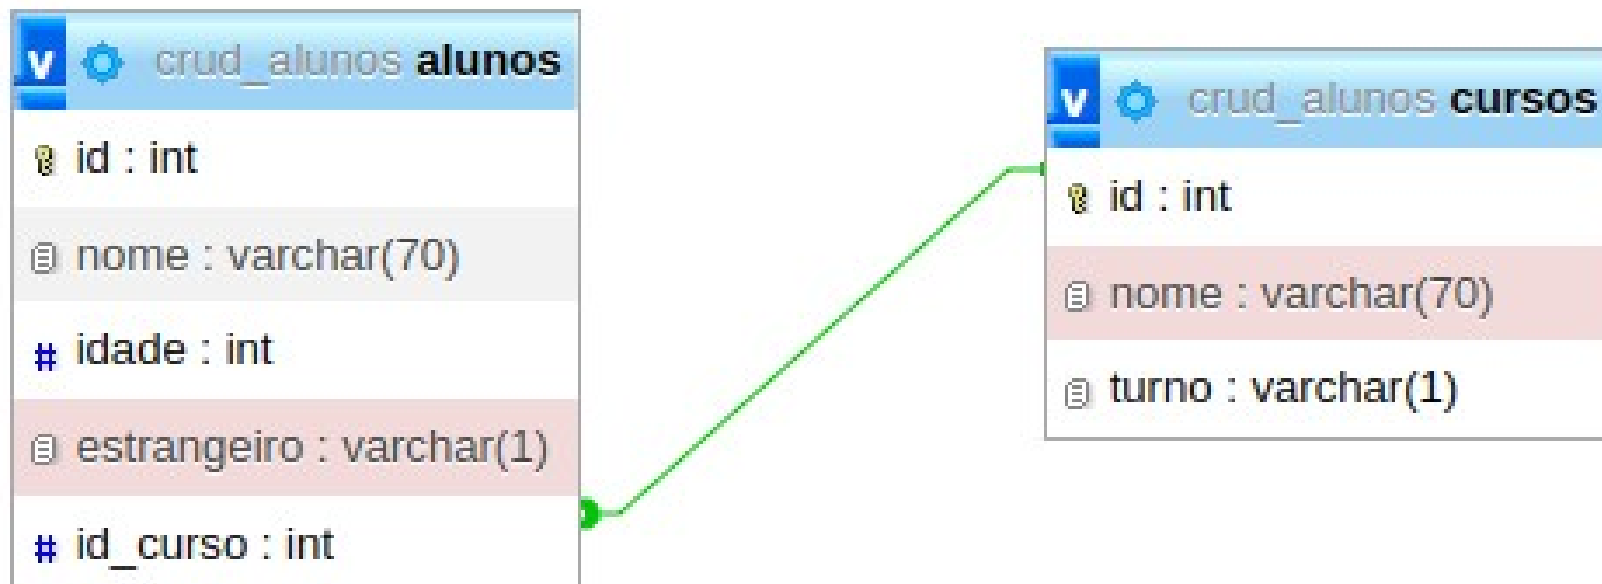 v crud_alunos alunos
id : int
nome : varchar(70)
# idade : int
estrangeiro : varchar(1)
# id_curso : int
v crud_alunos cursos
id : int
nome : varchar(70)
turno : varchar(1)